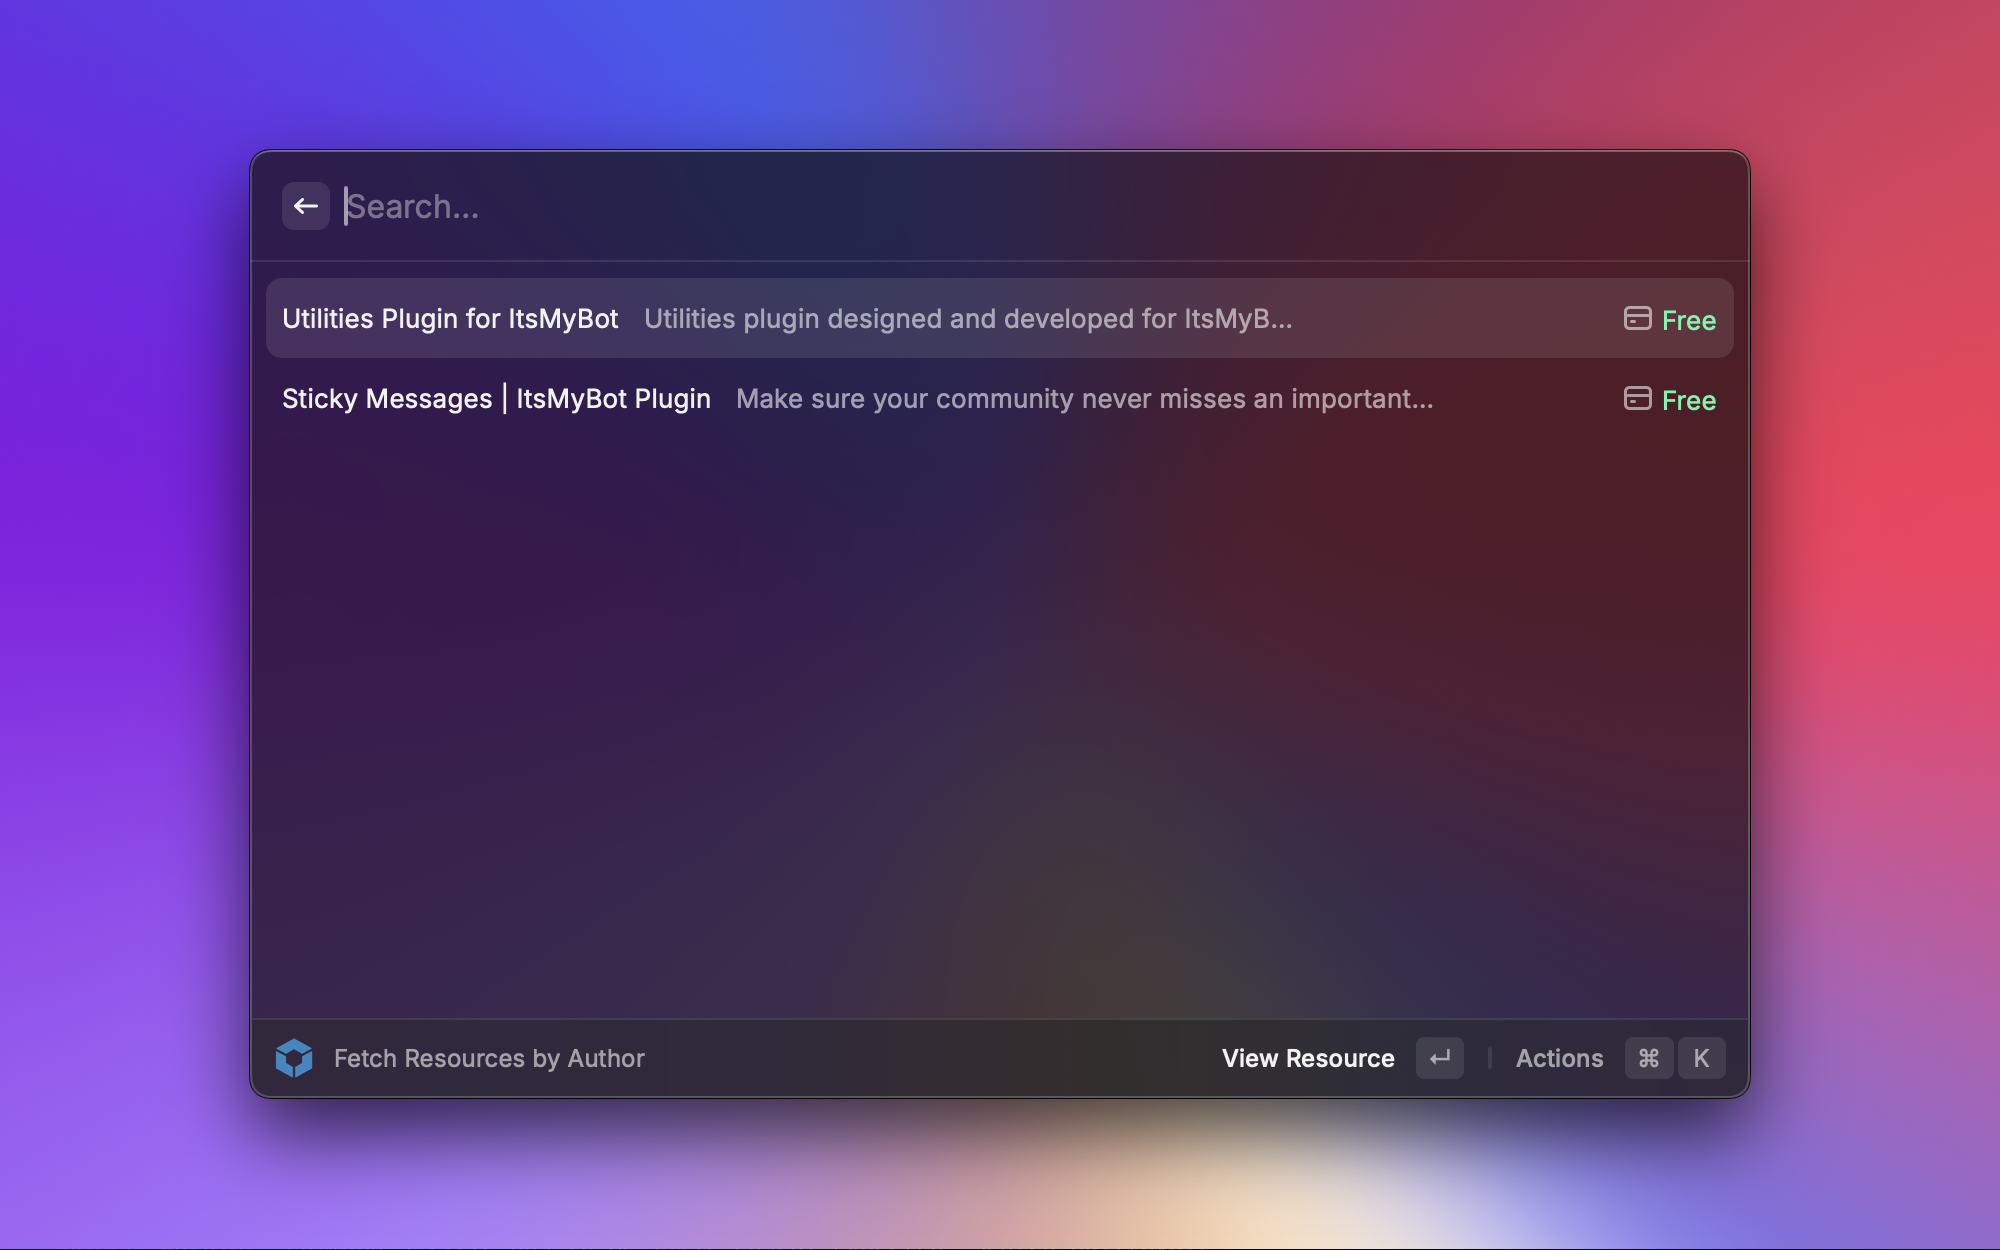 Search...
Utilities Plugin for ItsMyBot Utilities plugin designed and developed for ItsMyB... Free
Sticky Messages | ItsMyBot Plugin Make sure your community never misses an important... Free
Fetch Resources by Author View Resource ↵ Actions ⌘ K